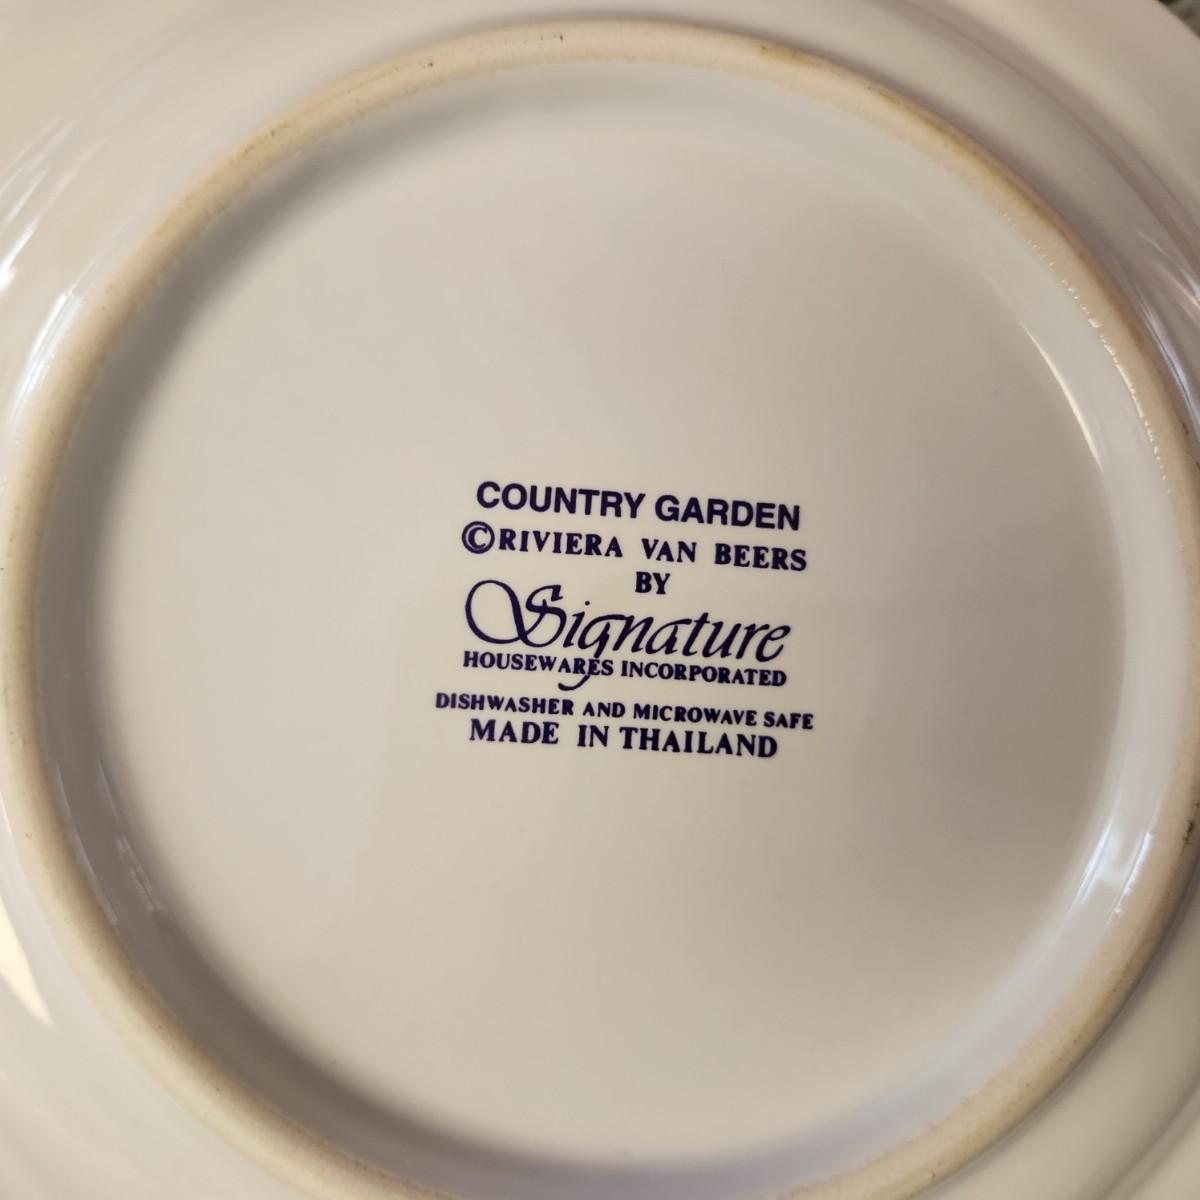 COUNTRY GARDEN
©RIVIERA VAN BEERS
BY
Signature
HOUSEWARES INCORPORATED
DISHWASHER AND MICROWAVE SAFE
MADE IN THAILAND